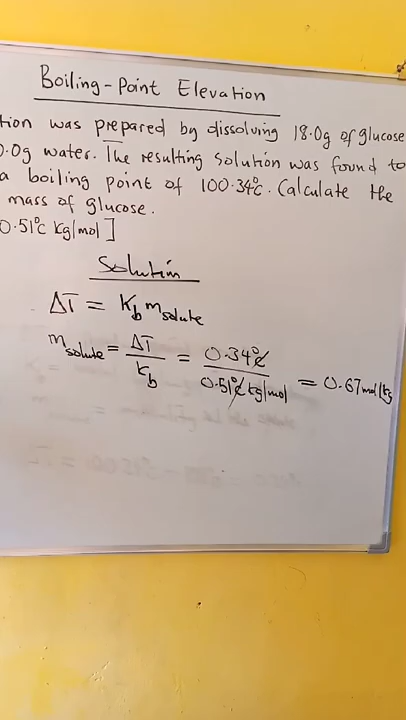 Boiling-Point Elevation
tion was prepared by dissolving 18.0g of glucose
0.0g water. The resulting solution was found to
a boiling point of 100.34°C. Calculate the
mass of glucose.
0.51°C kg/mol]
Solution
ΔT = Kb msolute
msolute = ΔT/Kb = 0.34°C/0.51°C kg/mol = 0.67 mol/kg